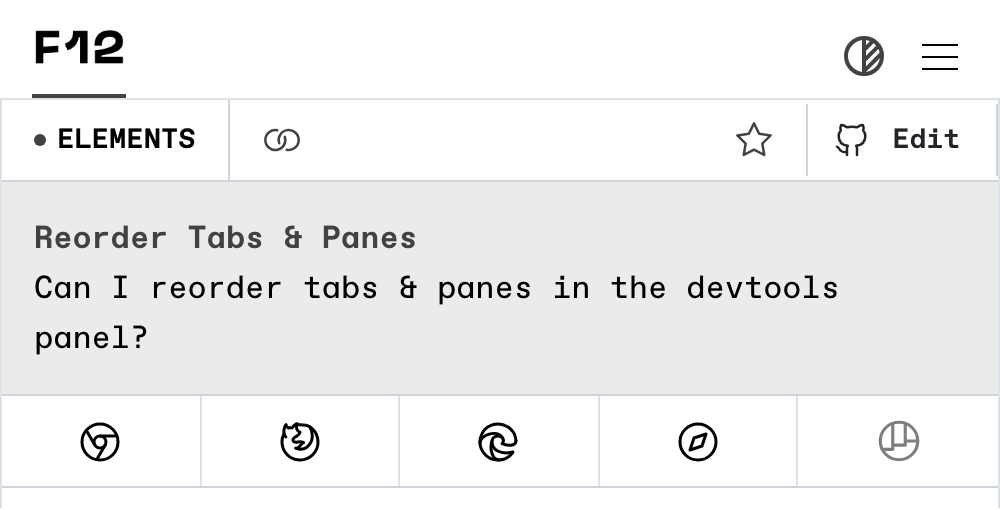 F12
ELEMENTS
Edit
Reorder Tabs & Panes
Can I reorder tabs & panes in the devtools
panel?